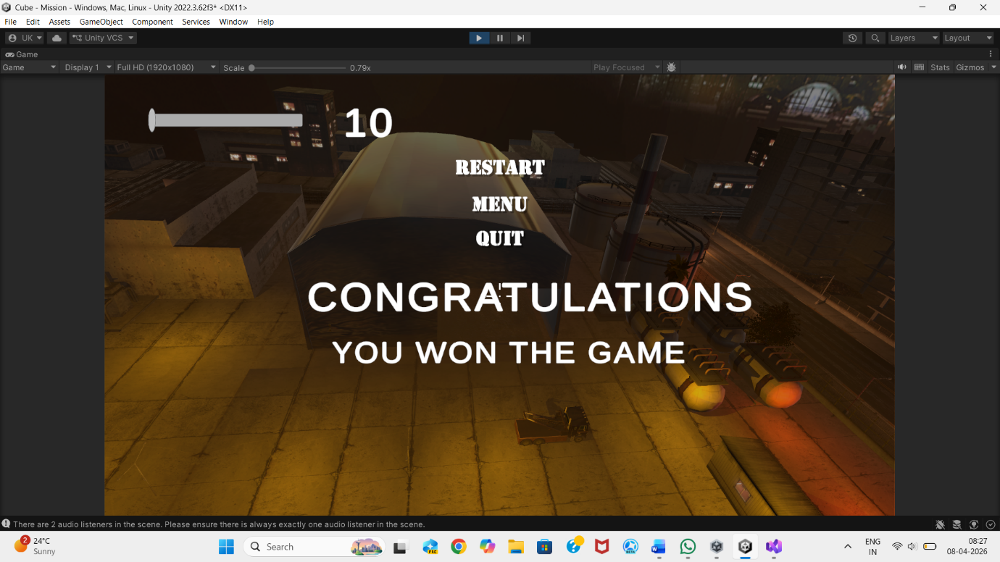 Cube - Mission - Windows, Mac, Linux - Unity 2022.3.62f3* <DX11>
File Edit Assets GameObject Component Services Window Help
UK Unity VCS Layers Layout
Game
Game Display 1 Full HD (1920x1080) Scale 0.79x Play Focused Stats Gizmos
10
RESTART
MENU
QUIT
CONGRATULATIONS
YOU WON THE GAME
There are 2 audio listeners in the scene. Please ensure there is always exactly one audio listener in the scene.
2 24°C
Sunny
Search
PRE
BETA
ENG
IN
08:27
08-04-2026